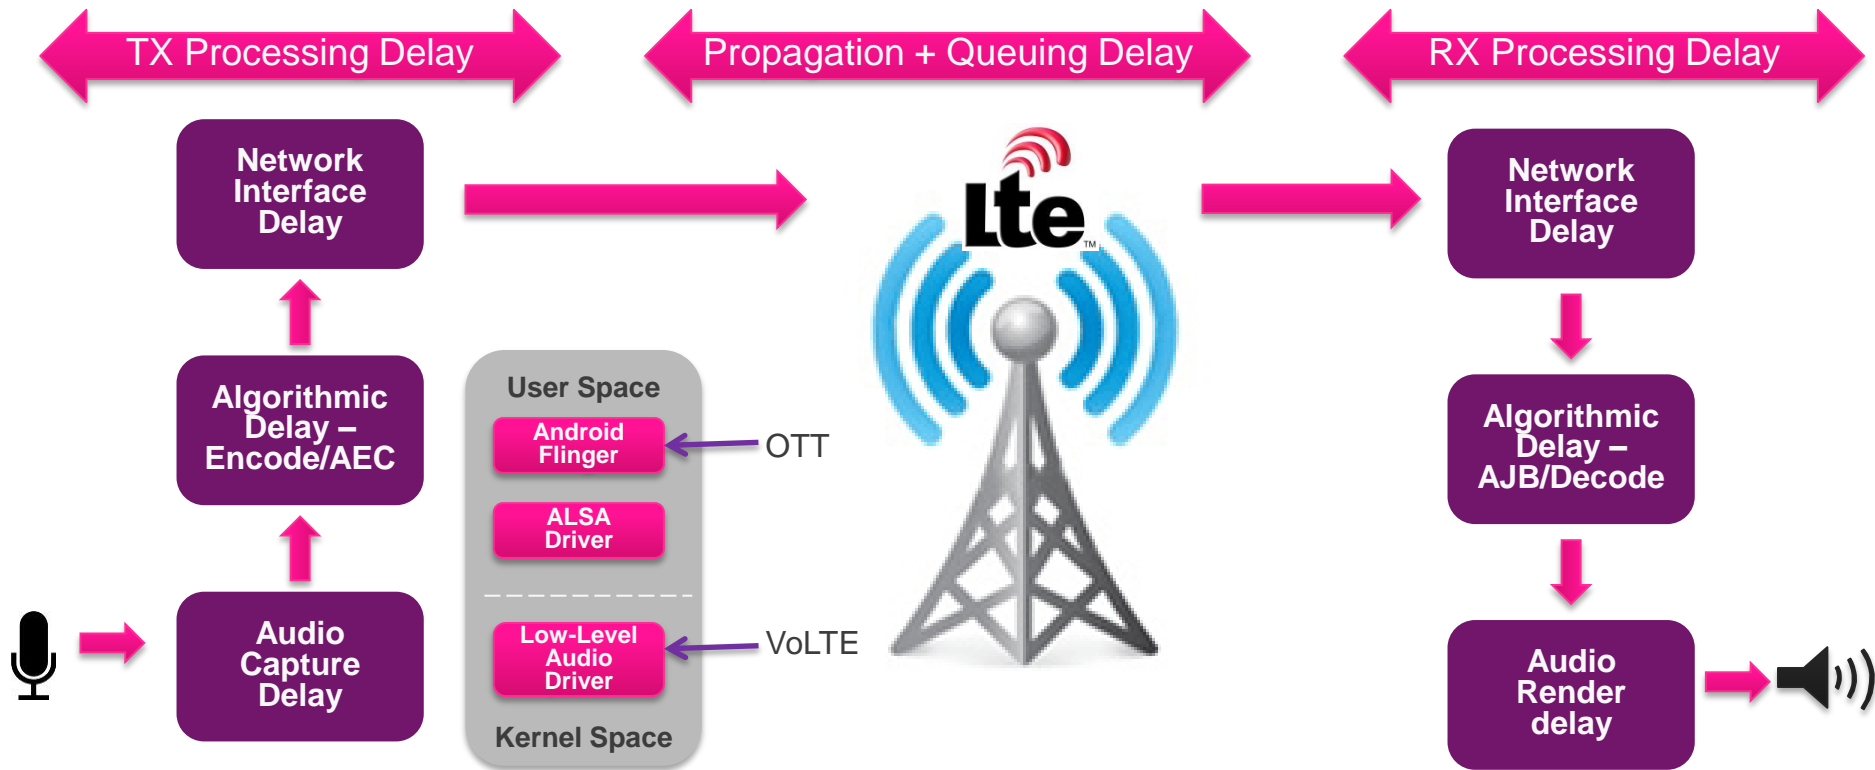 TX Processing Delay
Propagation + Queuing Delay
RX Processing Delay
Network
Interface
Delay
Algorithmic
Delay –
Encode/AEC
Audio
Capture
Delay
User Space
Android
Flinger
ALSA
Driver
Low-Level
Audio
Driver
Kernel Space
OTT
VoLTE
Lte
TM
Network
Interface
Delay
Algorithmic
Delay –
AJB/Decode
Audio
Render
delay